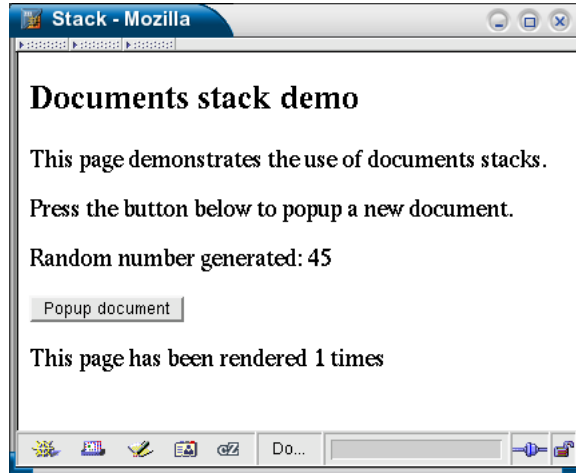 Stack - Mozilla
Documents stack demo
This page demonstrates the use of documents stacks.
Press the button below to popup a new document.
Random number generated: 45
Popup document
This page has been rendered 1 times
Do...